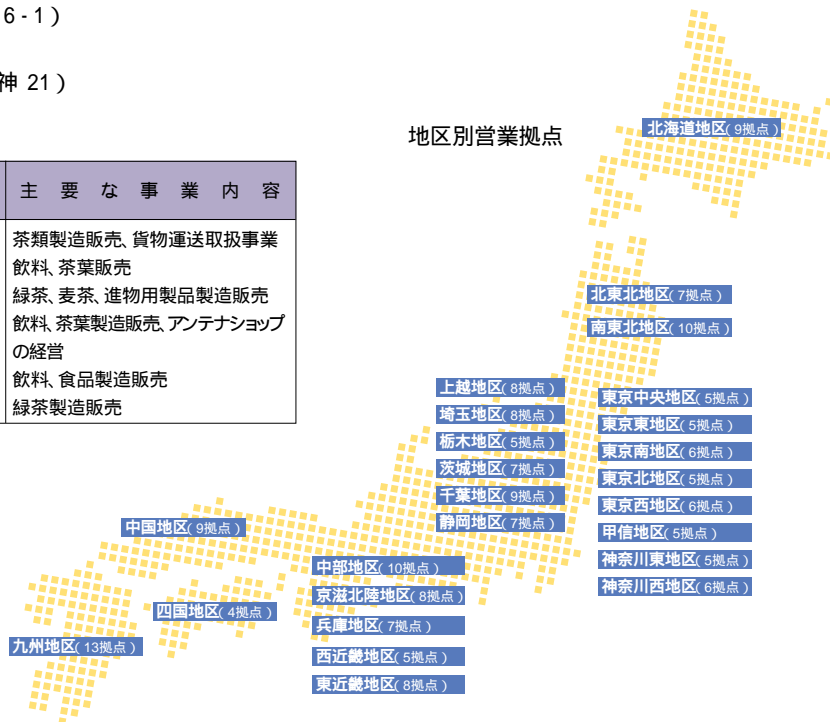 6 - 1 )
神 21 )
主 要 な 事 業 内 容
茶類製造販売、貨物運送取扱事業
飲料、茶葉販売
緑茶、麦茶、進物用製品製造販売
飲料、茶葉製造販売、アンテナショップ
の経営
飲料、食品製造販売
緑茶製造販売
地区別営業拠点
北海道地区( 9拠点 )
北東北地区( 7拠点 )
南東北地区( 10拠点 )
上越地区( 8拠点 )
埼玉地区( 8拠点 )
栃木地区( 5拠点 )
茨城地区( 7拠点 )
千葉地区( 9拠点 )
静岡地区( 7拠点 )
東京中央地区( 5拠点 )
東京東地区( 5拠点 )
東京南地区( 6拠点 )
東京北地区( 5拠点 )
東京西地区( 6拠点 )
甲信地区( 5拠点 )
神奈川東地区( 5拠点 )
神奈川西地区( 6拠点 )
中国地区( 9拠点 )
中部地区( 10拠点 )
京滋北陸地区( 8拠点 )
兵庫地区( 7拠点 )
西近畿地区( 5拠点 )
東近畿地区( 8拠点 )
四国地区( 4拠点 )
九州地区( 13拠点 )